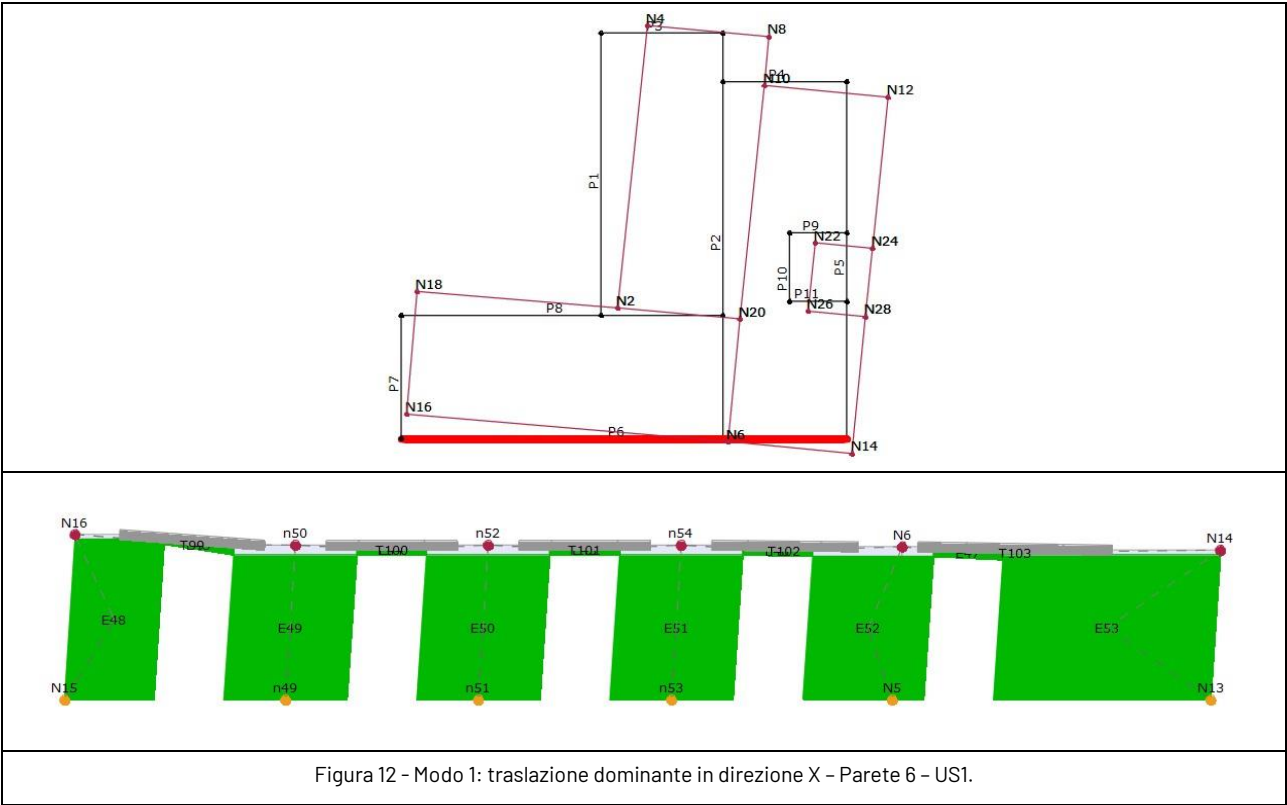 N4
P3
N8
P4
N10
N12
P1
P2
P9
N22
N24
P5
P10
P11
N26
N28
N18
N2
P8
N20
P7
N16
P6
N6
N14
N16
n50
n52
n54
N6
N14
T99
T100
T101
T102
T103
E48
E49
E50
E51
E52
E53
N15
n49
n51
n53
N5
N13
Figura 12 - Modo 1: traslazione dominante in direzione X – Parete 6 – US1.